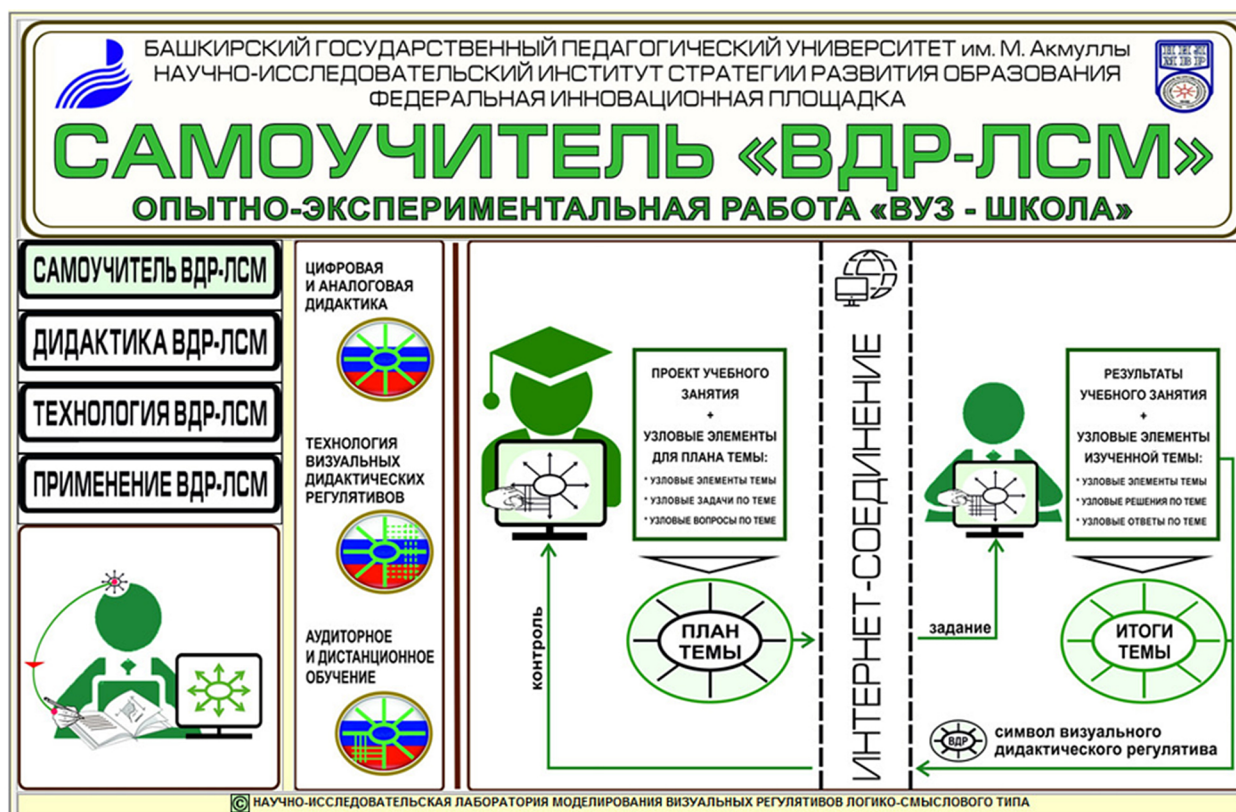 БАШКИРСКИЙ ГОСУДАРСТВЕННЫЙ ПЕДАГОГИЧЕСКИЙ УНИВЕРСИТЕТ им. М. Акмуллы
НАУЧНО-ИССЛЕДОВАТЕЛЬСКИЙ ИНСТИТУТ СТРАТЕГИИ РАЗВИТИЯ ОБРАЗОВАНИЯ
ФЕДЕРАЛЬНАЯ ИННОВАЦИОННАЯ ПЛОЩАДКА
САМОУЧИТЕЛЬ «ВДР-ЛСМ»
ОПЫТНО-ЭКСПЕРИМЕНТАЛЬНАЯ РАБОТА «ВУЗ - ШКОЛА»
САМОУЧИТЕЛЬ ВДР-ЛСМ
ДИДАКТИКА ВДР-ЛСМ
ТЕХНОЛОГИЯ ВДР-ЛСМ
ПРИМЕНЕНИЕ ВДР-ЛСМ
ЦИФРОВАЯ
И АНАЛОГОВАЯ
ДИДАКТИКА
ТЕХНОЛОГИЯ
ВИЗУАЛЬНЫХ
ДИДАКТИЧЕСКИХ
РЕГУЛЯТИВОВ
АУДИТОРНОЕ
И ДИСТАНЦИОННОЕ
ОБУЧЕНИЕ
ПРОЕКТ УЧЕБНОГО
ЗАНЯТИЯ
+
УЗЛОВЫЕ ЭЛЕМЕНТЫ
ДЛЯ ПЛАНА ТЕМЫ:
* УЗЛОВЫЕ ЭЛЕМЕНТЫ ТЕМЫ
* УЗЛОВЫЕ ЗАДАЧИ ПО ТЕМЕ
* УЗЛОВЫЕ ВОПРОСЫ ПО ТЕМЕ
ПЛАН
ТЕМЫ
контроль
ИНТЕРНЕТ-СОЕДИНЕНИЕ
задание
РЕЗУЛЬТАТЫ
УЧЕБНОГО ЗАНЯТИЯ
+
УЗЛОВЫЕ ЭЛЕМЕНТЫ
ИЗУЧЕННОЙ ТЕМЫ:
* УЗЛОВЫЕ ЭЛЕМЕНТЫ ТЕМЫ
* УЗЛОВЫЕ РЕШЕНИЯ ПО ТЕМЕ
* УЗЛОВЫЕ ОТВЕТЫ ПО ТЕМЕ
ИТОГИ
ТЕМЫ
ВДР
символ визуального
дидактического регулятива
© НАУЧНО-ИССЛЕДОВАТЕЛЬСКАЯ ЛАБОРАТОРИЯ МОДЕЛИРОВАНИЯ ВИЗУАЛЬНЫХ РЕГУЛЯТИВОВ ЛОГИКО-СМЫСЛОВОГО ТИПА